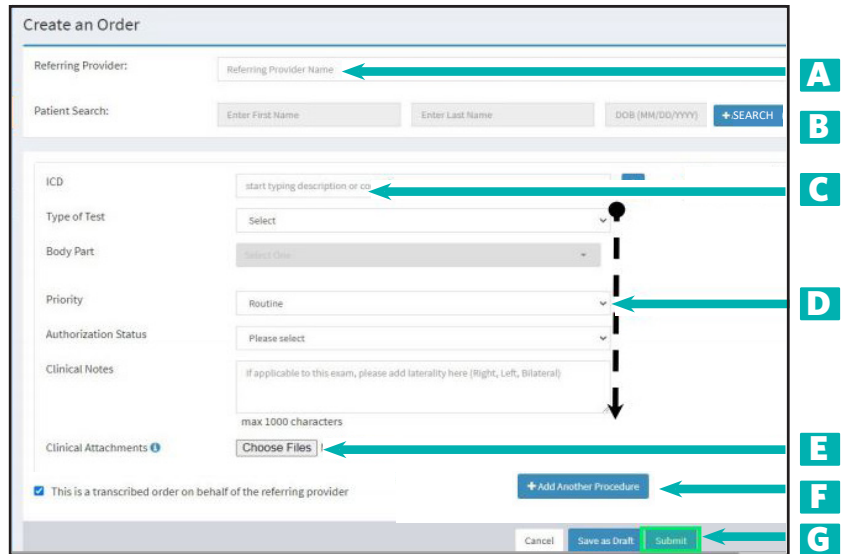 Create an Order
Referring Provider:
Referring Provider Name
A
Patient Search:
Enter First Name
Enter Last Name
DOB (MM/DD/YYYY)
+SEARCH
B
ICD
start typing description or co
C
Type of Test
Select
Body Part
Select One
Priority
Routine
D
Authorization Status
Please select
Clinical Notes
If applicable to this exam, please add laterality here (Right, Left, Bilateral)
max 1000 characters
Clinical Attachments
Choose Files
E
This is a transcribed order on behalf of the referring provider
+ Add Another Procedure
F
Cancel
Save as Draft
Submit
G